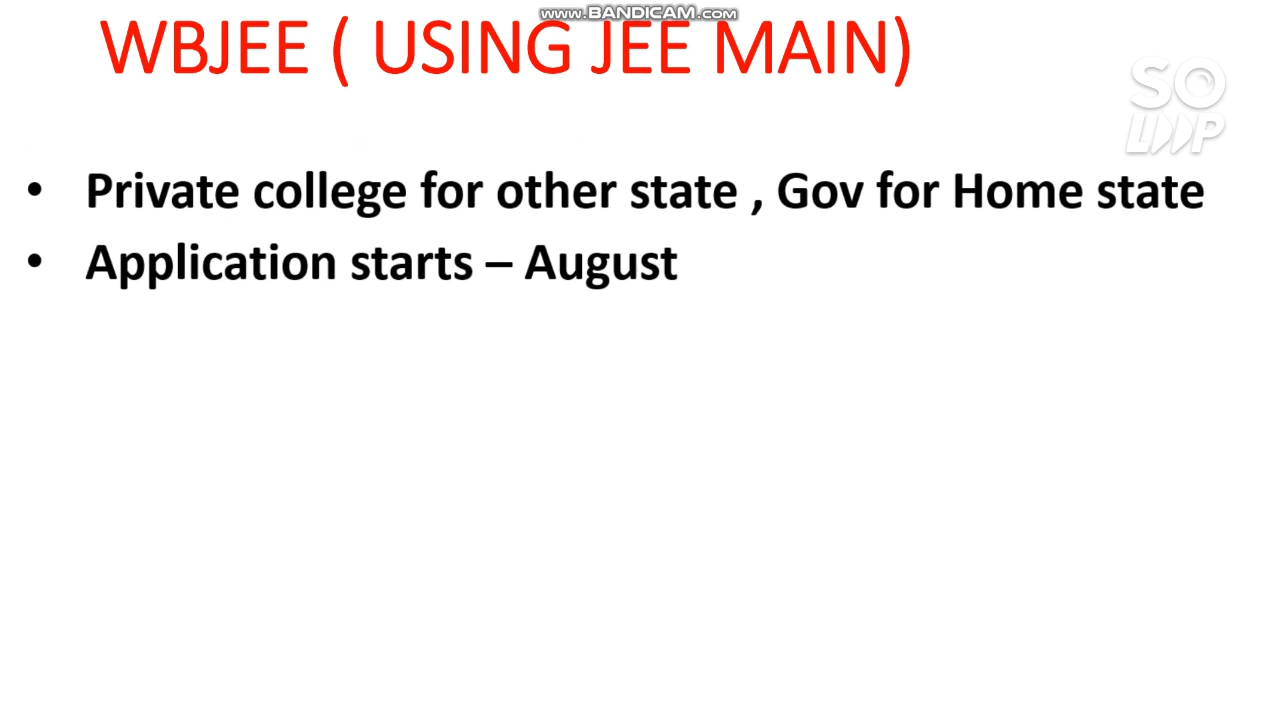 www.BANDICAM.com
WBJEE ( USING JEE MAIN)
SO
LOOP
• Private college for other state , Gov for Home state
• Application starts – August